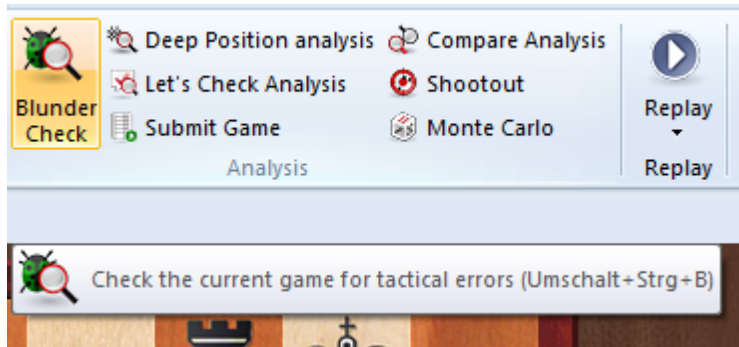 Blunder Check
Deep Position analysis
Let's Check Analysis
Submit Game
Compare Analysis
Shootout
Monte Carlo
Analysis
Replay
Replay
Check the current game for tactical errors (Umschalt+Strg+B)